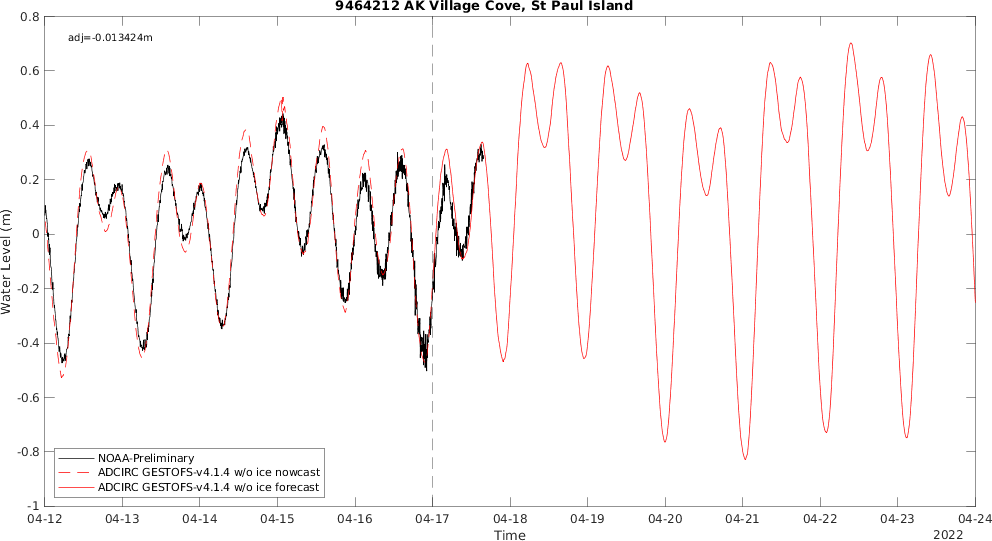 9464212 AK Village Cove, St Paul Island
adj=-0.013424m
0.8
0.6
0.4
0.2
0
-0.2
-0.4
-0.6
-0.8
-1
Water Level (m)
NOAA-Preliminary
ADCIRC GESTOFS-v4.1.4 w/o ice nowcast
ADCIRC GESTOFS-v4.1.4 w/o ice forecast
04-12 04-13 04-14 04-15 04-16 04-17 04-18 04-19 04-20 04-21 04-22 04-23 04-24
Time
2022